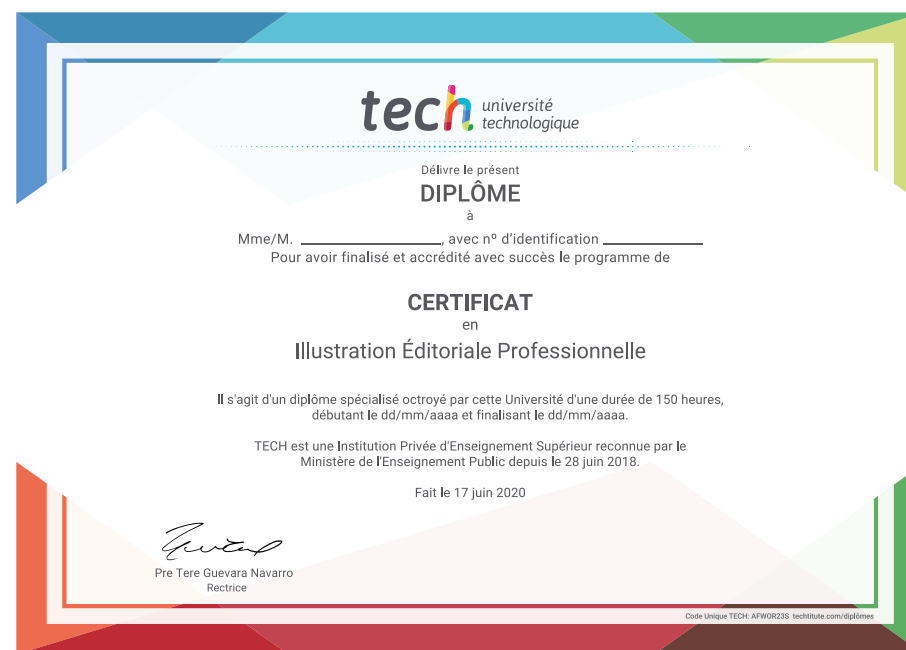 tech université
technologique
Délivre le présent
DIPLÔME
à
Mme/M. ____________________, avec nº d'identification ______________
Pour avoir finalisé et accrédité avec succès le programme de
CERTIFICAT
en
Illustration Éditoriale Professionnelle
Il s'agit d'un diplôme spécialisé octroyé par cette Université d'une durée de 150 heures,
débutant le dd/mm/aaaa et finalisant le dd/mm/aaaa.
TECH est une Institution Privée d'Enseignement Supérieur reconnue par le
Ministère de l'Enseignement Public depuis le 28 juin 2018.
Fait le 17 juin 2020
Pre Tere Guevara Navarro
Rectrice
Code Unique TECH: AFWOR23S techtitute.com/diplômes